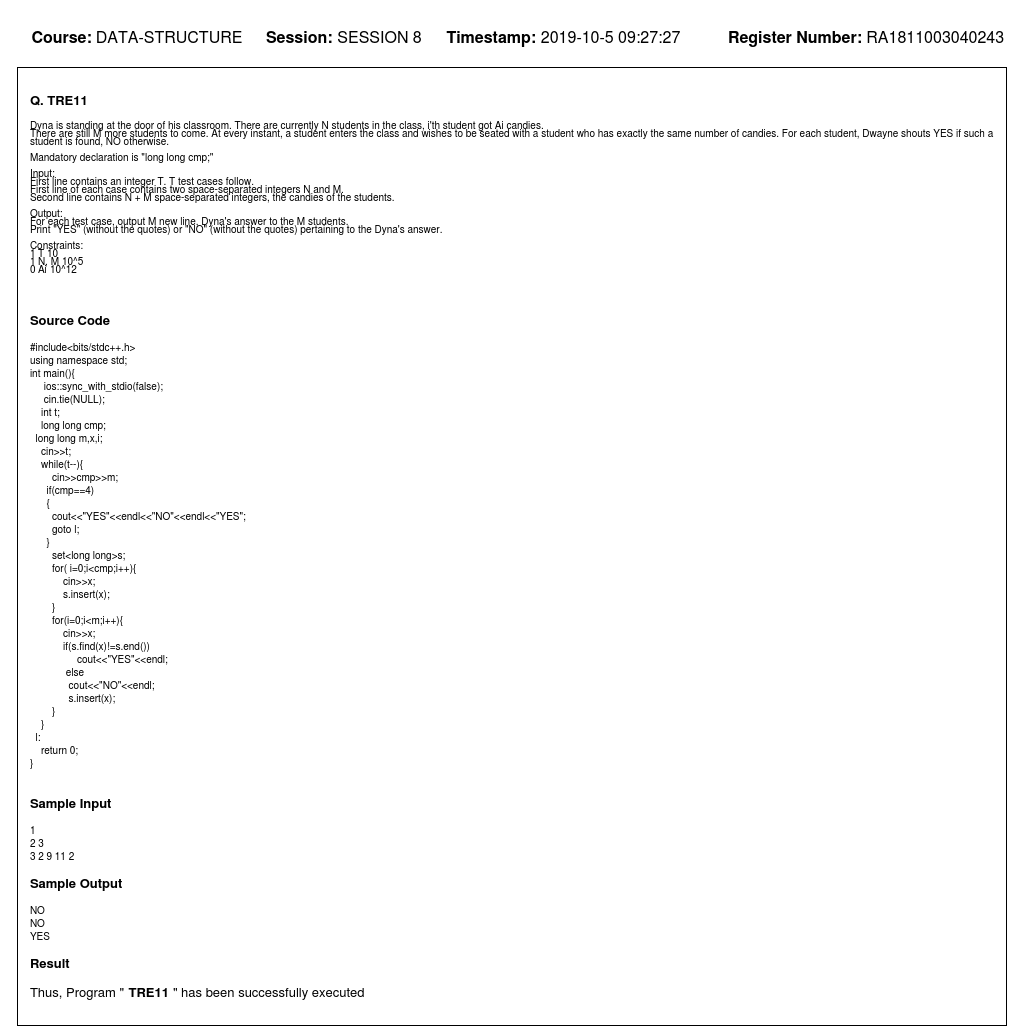 Course: DATA-STRUCTURE Session: SESSION 8 Timestamp: 2019-10-5 09:27:27 Register Number: RA1811003040243
Q. TRE11
Dyna is standing at the door of his classroom. There are currently N students in the class, i'th student got Ai candies.
There are still M more students to come. At every instant, a student enters the class and wishes to be seated with a student who has exactly the same number of candies. For each student, Dwayne shouts YES if such a
student is found, NO otherwise.
Mandatory declaration is "long long cmp;"
Input:
First line contains an integer T. T test cases follow.
First line of each case contains two space-separated integers N and M.
Second line contains N + M space-separated integers, the candies of the students.
Output:
For each test case, output M new line, Dyna's answer to the M students.
Print "YES" (without the quotes) or "NO" (without the quotes) pertaining to the Dyna's answer.
Constraints:
1 T 10
1 N, M 10^5
0 Ai 10^12
Source Code
#include<bits/stdc++.h>
using namespace std;
int main(){
ios::sync_with_stdio(false);
cin.tie(NULL);
int t;
long long cmp;
long long m,x,i;
cin>>t;
while(t--){
cin>>cmp>>m;
if(cmp==4)
{
cout<<"YES"<<endl<<"NO"<<endl<<"YES";
goto l;
}
set<long long>s;
for( i=0;i<cmp;i++){
cin>>x;
s.insert(x);
}
for(i=0;i<m;i++){
cin>>x;
if(s.find(x)!=s.end())
cout<<"YES"<<endl;
else
cout<<"NO"<<endl;
s.insert(x);
}
}
l:
return 0;
}
Sample Input
1
2 3
3 2 9 11 2
Sample Output
NO
NO
YES
Result
Thus, Program " TRE11 " has been successfully executed